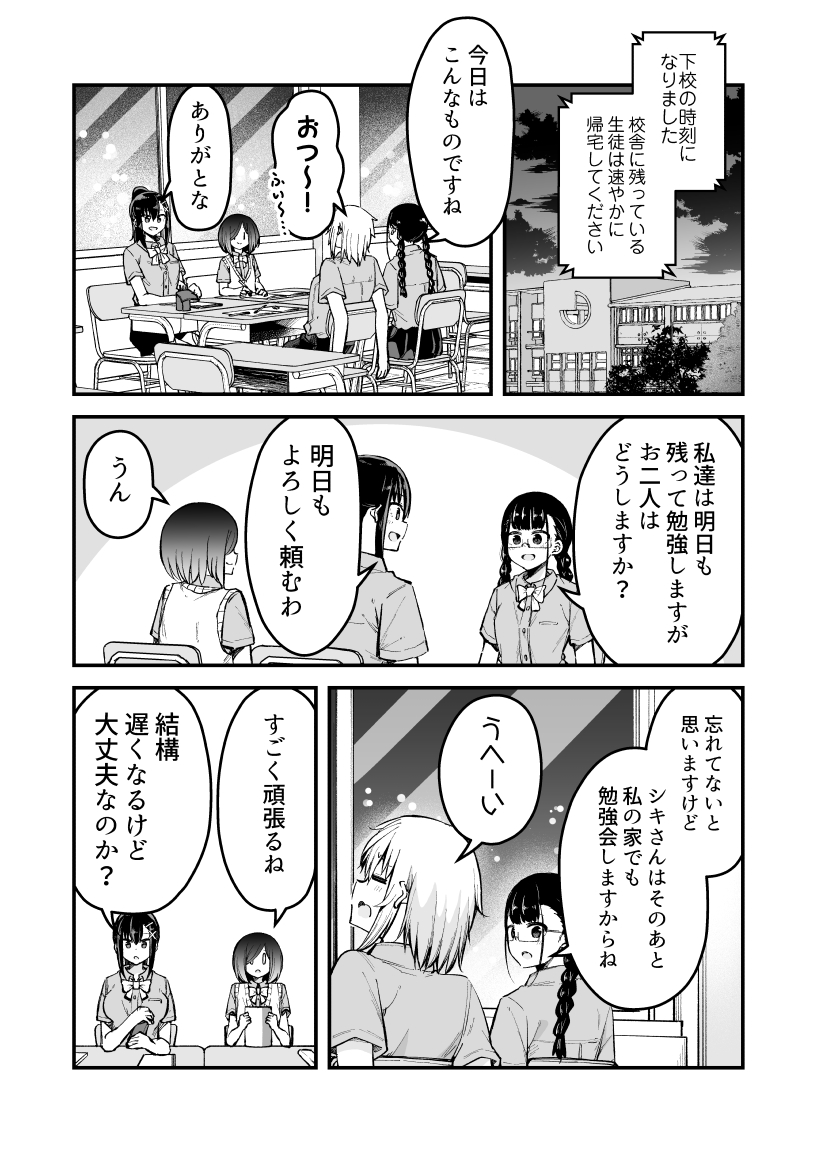 下校の時刻に
なりました
校舎に残っている
生徒は速やかに
帰宅してください
今日は
こんなものですね
おつ〜！
ふぃ〜…
ありがとな
私達は明日も
残って勉強しますが
お二人は
どうしますか？
明日も
よろしく頼むわ
うん
忘れてないと
思いますけど
シキさんはそのあと
私の家でも
勉強会しますからね
うへーい
すごく頑張るね
結構
遅くなるけど
大丈夫なのか？